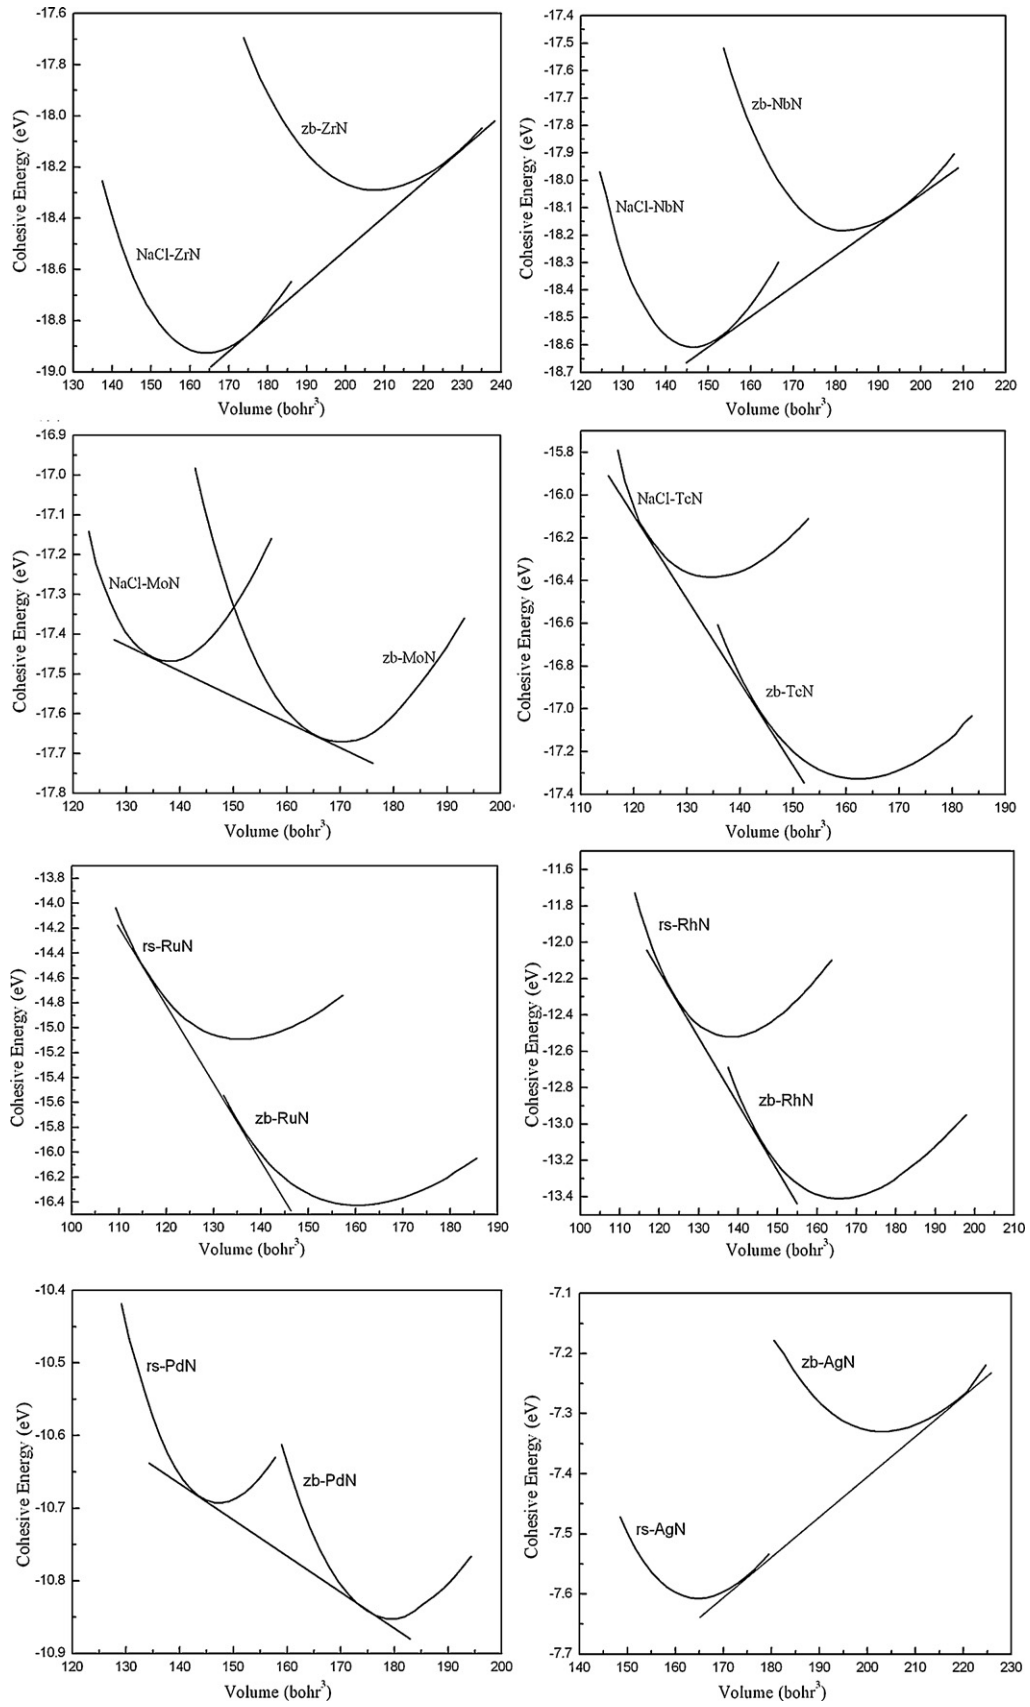 -17.6
-17.8
zb-ZrN
-18.0
-18.2
-18.4
NaCl-ZrN
-18.6
-18.8
-19.0
Cohesive Energy (eV)
130 140 150 160 170 180 190 200 210 220 230 240
Volume (bohr³)
-17.4
-17.5
-17.6
-17.7
zb-NbN
-17.8
-17.9
-18.0
NaCl-NbN
-18.1
-18.2
-18.3
-18.4
-18.5
-18.6
-18.7
Cohesive Energy (eV)
120 130 140 150 160 170 180 190 200 210 220
Volume (bohr³)
-16.9
-17.0
-17.1
-17.2
NaCl-MoN
-17.3
-17.4
zb-MoN
-17.5
-17.6
-17.7
-17.8
Cohesive Energy (eV)
120 130 140 150 160 170 180 190 200
Volume (bohr³)
-15.8
-16.0
NaCl-TcN
-16.2
-16.4
-16.6
-16.8
zb-TcN
-17.0
-17.2
-17.4
Cohesive Energy (eV)
110 120 130 140 150 160 170 180 190
Volume (bohr³)
-13.8
-14.0
-14.2
rs-RuN
-14.4
-14.6
-14.8
-15.0
-15.2
-15.4
-15.6
zb-RuN
-15.8
-16.0
-16.2
-16.4
Cohesive Energy (eV)
100 110 120 130 140 150 160 170 180 190
Volume (bohr³)
-11.6
-11.8
rs-RhN
-12.0
-12.2
-12.4
-12.6
zb-RhN
-12.8
-13.0
-13.2
-13.4
Cohesive Energy (eV)
100 110 120 130 140 150 160 170 180 190 200 210
Volume (bohr³)
-10.4
rs-PdN
-10.5
-10.6
zb-PdN
-10.7
-10.8
-10.9
Cohesive Energy (eV)
120 130 140 150 160 170 180 190 200
Volume (bohr³)
-7.1
zb-AgN
-7.2
-7.3
-7.4
-7.5
rs-AgN
-7.6
-7.7
Cohesive Energy (eV)
140 150 160 170 180 190 200 210 220 230
Volume (bohr³)